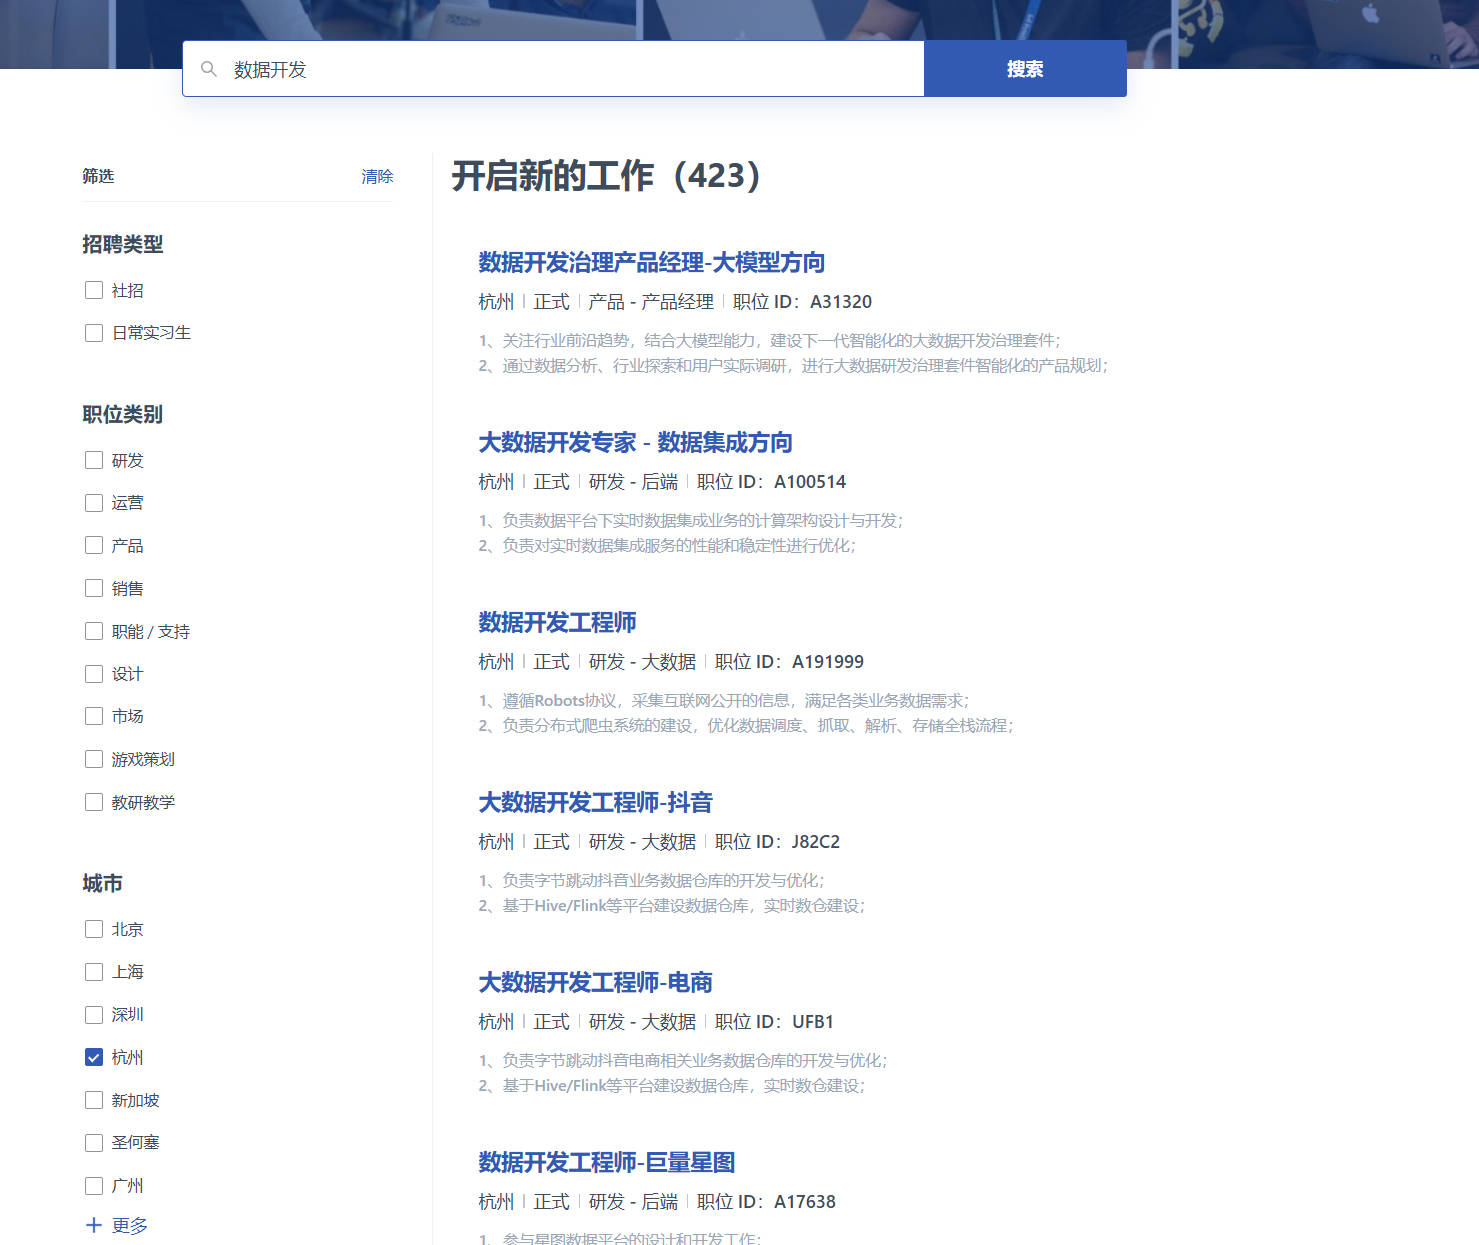 数据开发
搜索
筛选
清除
招聘类型
社招
日常实习生
职位类别
研发
运营
产品
销售
职能 / 支持
设计
市场
游戏策划
教研教学
城市
北京
上海
深圳
杭州
新加坡
圣何塞
广州
更多
开启新的工作（423）
数据开发治理产品经理-大模型方向
杭州 正式 产品 - 产品经理 职位 ID：A31320
1、关注行业前沿趋势，结合大模型能力，建设下一代智能化的大数据开发治理套件；
2、通过数据分析、行业探索和用户实际调研，进行大数据研发治理套件智能化的产品规划；
大数据开发专家 - 数据集成方向
杭州 正式 研发 - 后端 职位 ID：A100514
1、负责数据平台下实时数据集成业务的计算架构设计与开发；
2、负责对实时数据集成服务的性能和稳定性进行优化；
数据开发工程师
杭州 正式 研发 - 大数据 职位 ID：A191999
1、遵循Robots协议，采集互联网公开的信息，满足各类业务数据需求；
2、负责分布式爬虫系统的建设，优化数据调度、抓取、解析、存储全栈流程；
大数据开发工程师-抖音
杭州 正式 研发 - 大数据 职位 ID：J82C2
1、负责字节跳动抖音业务数据仓库的开发与优化；
2、基于Hive/Flink等平台建设数据仓库，实时数仓建设；
大数据开发工程师-电商
杭州 正式 研发 - 大数据 职位 ID：UFB1
1、负责字节跳动抖音电商相关业务数据仓库的开发与优化；
2、基于Hive/Flink等平台建设数据仓库，实时数仓建设；
数据开发工程师-巨量星图
杭州 正式 研发 - 后端 职位 ID：A17638
1、参与星图数据平台的设计和开发工作；